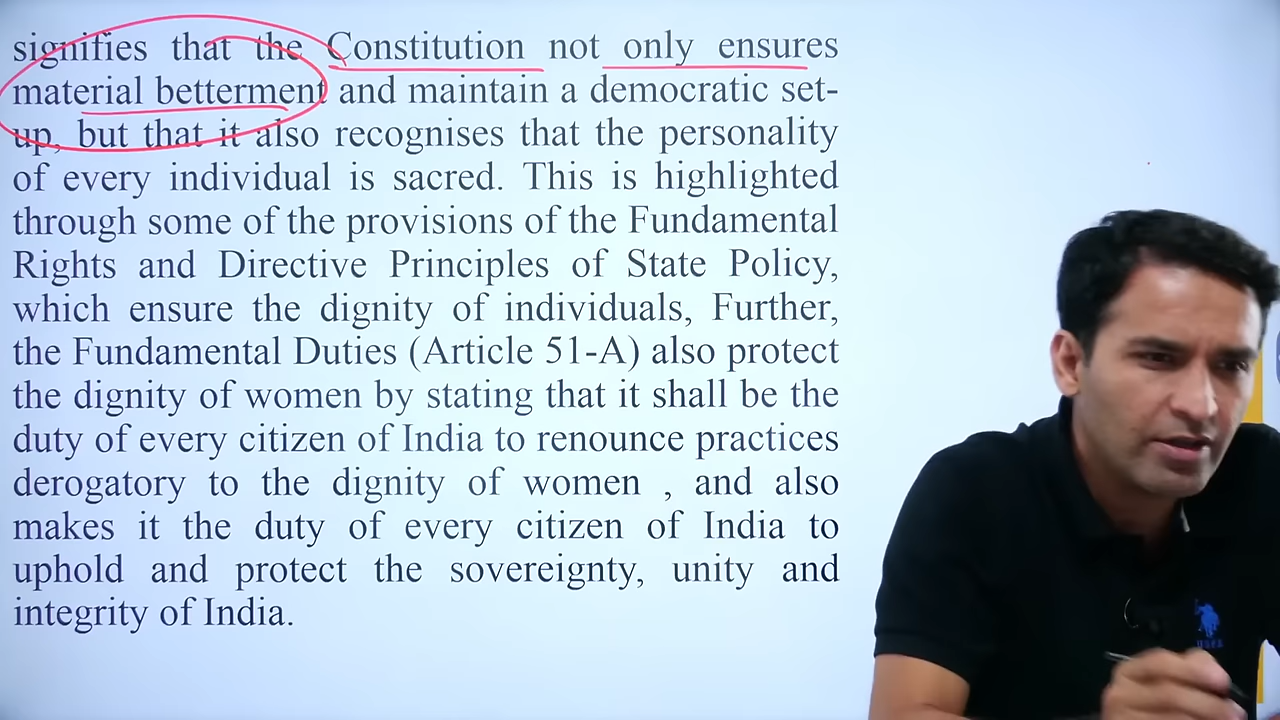 signifies that the Constitution not only ensures
material betterment and maintain a democratic set-
up, but that it also recognises that the personality
of every individual is sacred. This is highlighted
through some of the provisions of the Fundamental
Rights and Directive Principles of State Policy,
which ensure the dignity of individuals, Further,
the Fundamental Duties (Article 51-A) also protect
the dignity of women by stating that it shall be the
duty of every citizen of India to renounce practices
derogatory to the dignity of women , and also
makes it the duty of every citizen of India to
uphold and protect the sovereignty, unity and
integrity of India.